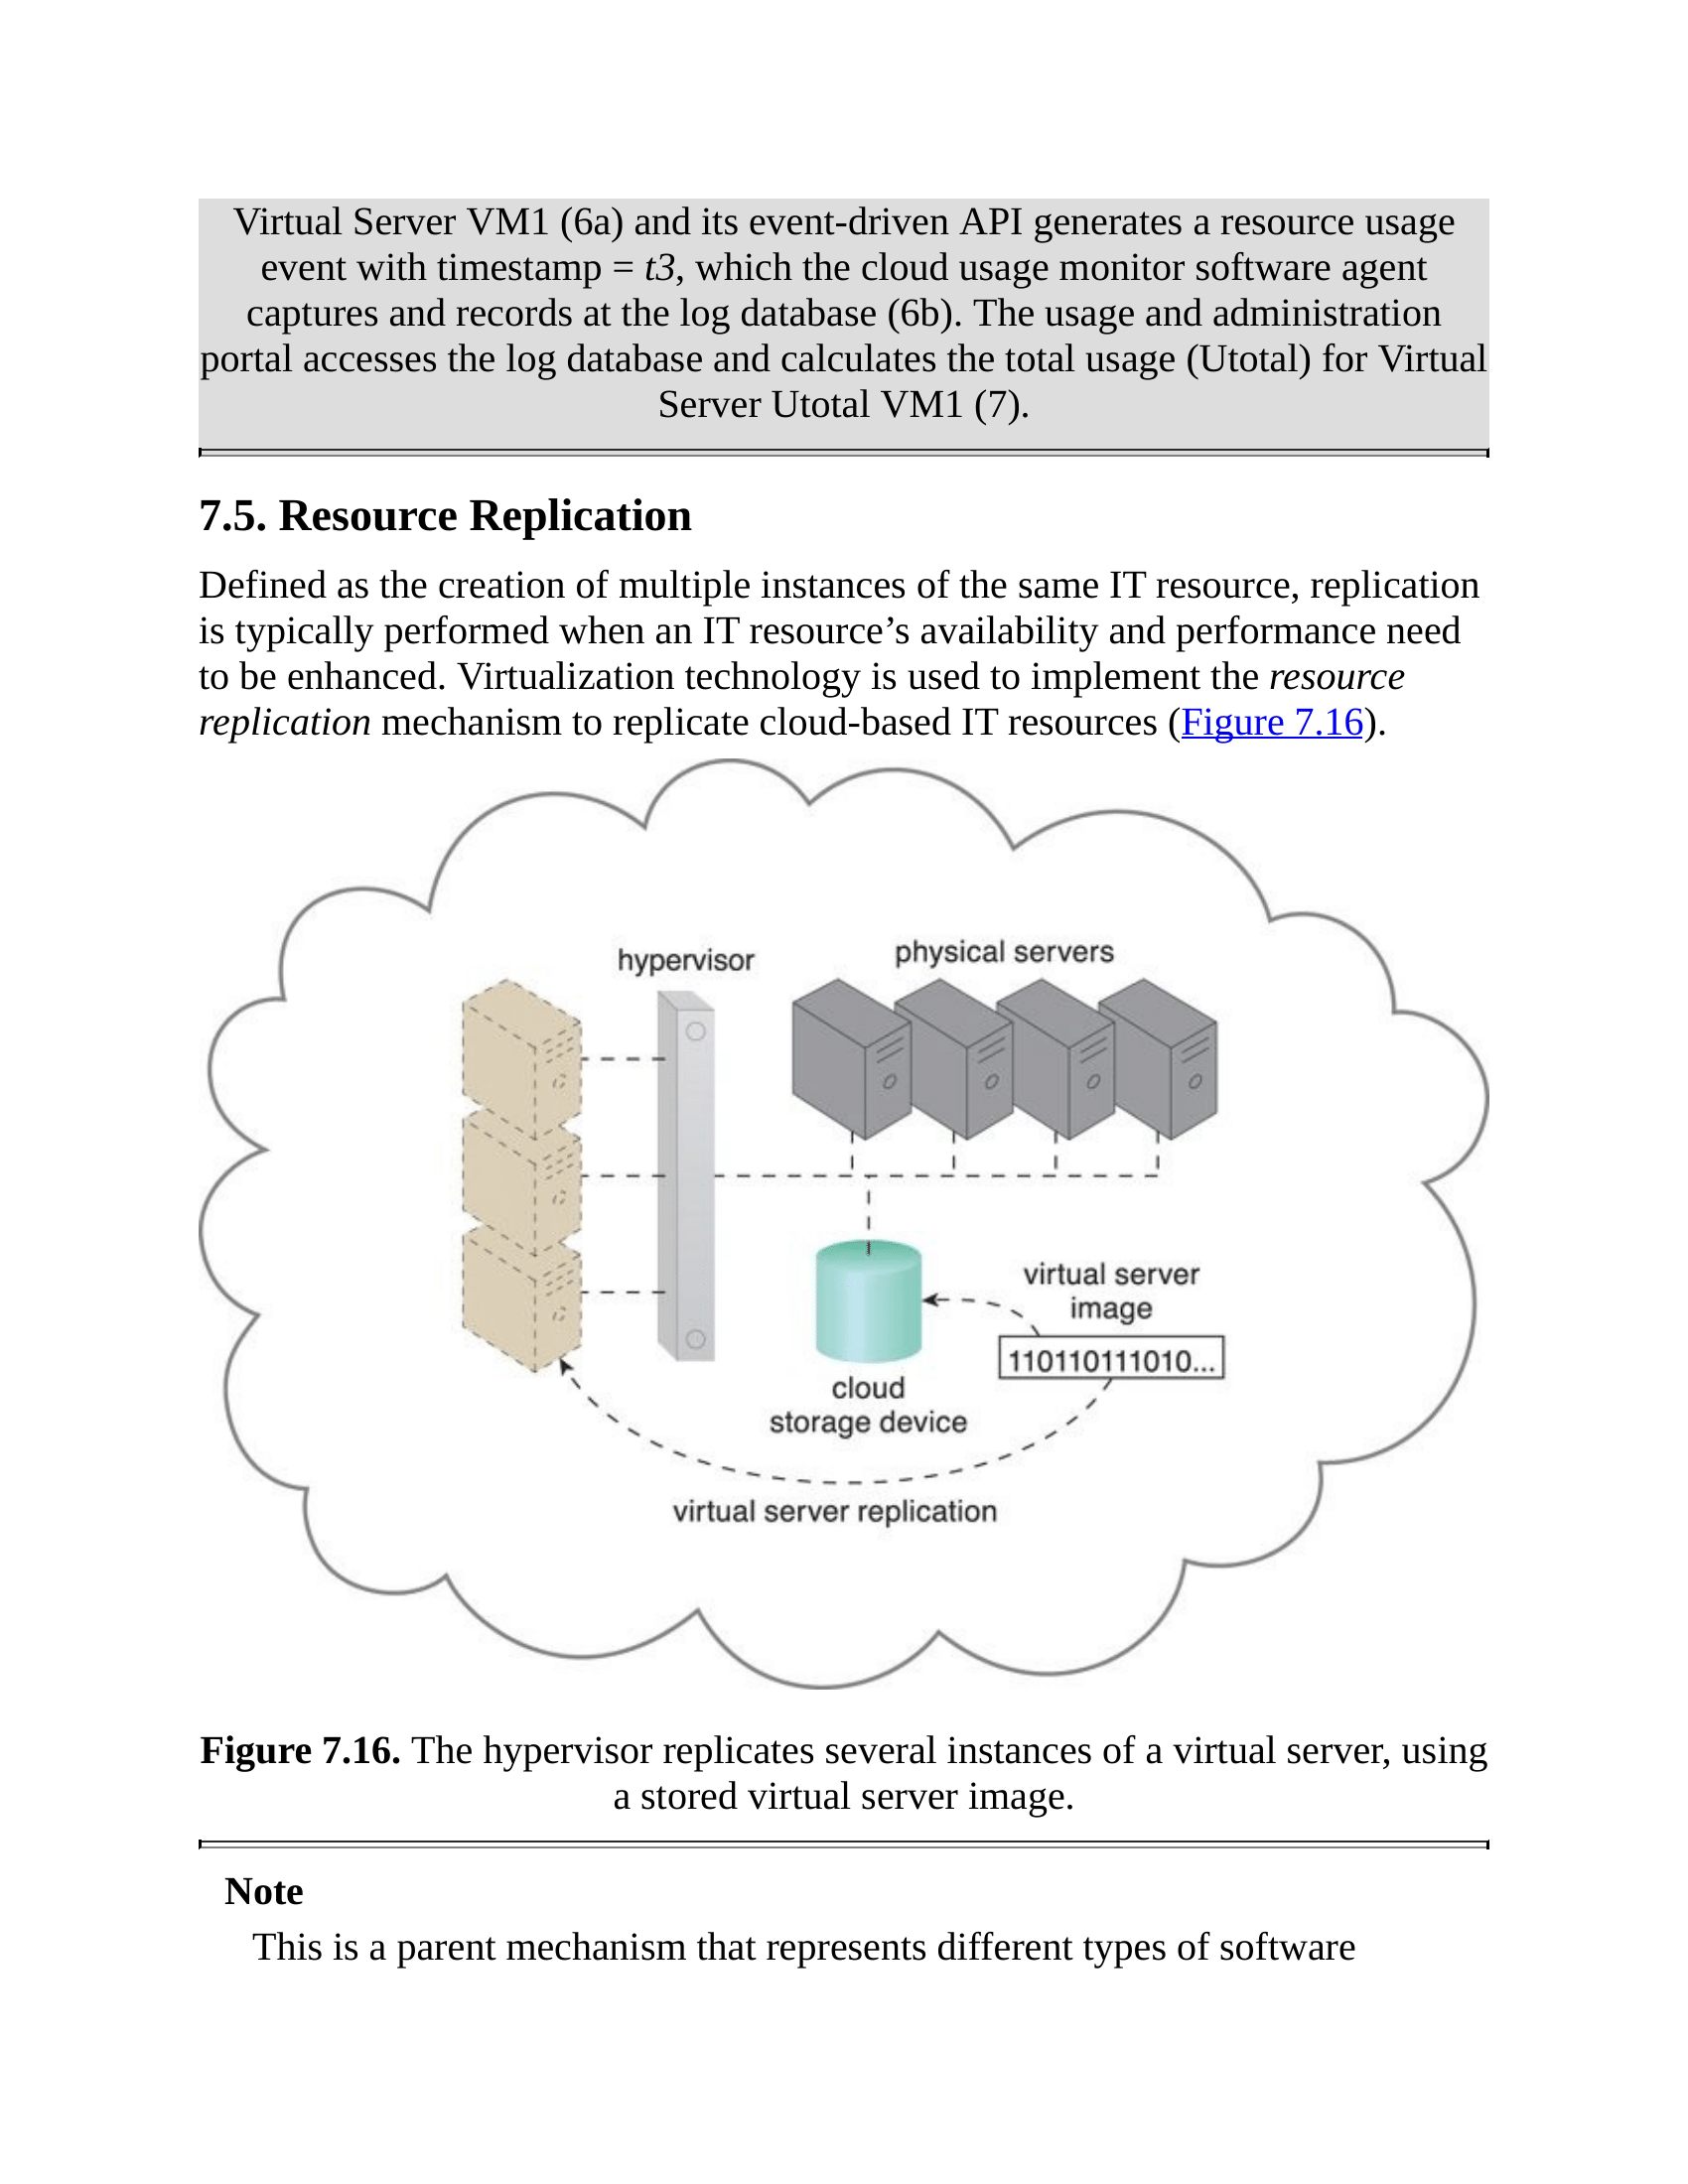 Virtual Server VM1 (6a) and its event-driven API generates a resource usage
event with timestamp = t3, which the cloud usage monitor software agent
captures and records at the log database (6b). The usage and administration
portal accesses the log database and calculates the total usage (Utotal) for Virtual
Server Utotal VM1 (7).
7.5. Resource Replication
Defined as the creation of multiple instances of the same IT resource, replication
is typically performed when an IT resource’s availability and performance need
to be enhanced. Virtualization technology is used to implement the resource
replication mechanism to replicate cloud-based IT resources (Figure 7.16).
hypervisor
physical servers
virtual server
image
110110111010...
cloud
storage device
virtual server replication
Figure 7.16. The hypervisor replicates several instances of a virtual server, using
a stored virtual server image.
Note
This is a parent mechanism that represents different types of software